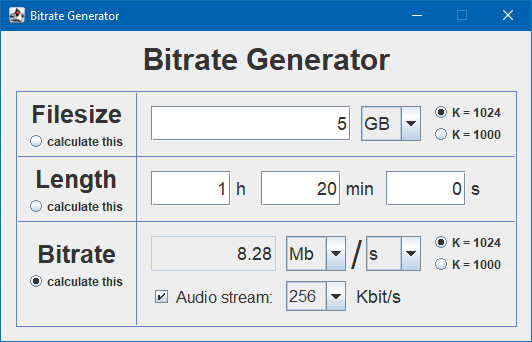 Bitrate Generator
Bitrate Generator
Filesize
calculate this
5 GB
K = 1024
K = 1000
Length
calculate this
1 h 20 min 0 s
Bitrate
calculate this
8.28 Mb / s
K = 1024
K = 1000
Audio stream: 256 Kbit/s